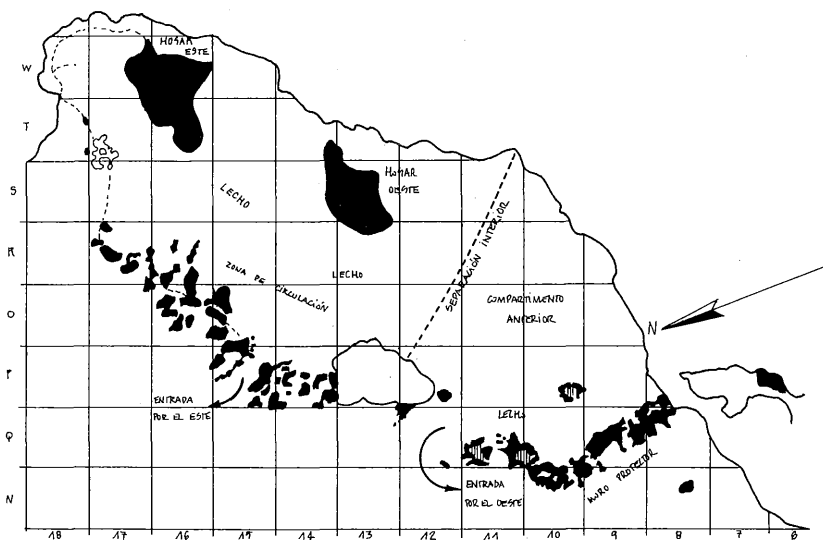 HOGAR
ESTE
W
T
HOGAR
OESTE
S
LECHO
SEPARACIÓN INTERIOR
R
ZONA DE CIRCULACIÓN
LECHO
COMPARTIMENTO
ANTERIOR
O
N
P
ENTRADA
POR EL ESTE
LECHO
Q
MURO PROTECTOR
ENTRADA
POR EL OESTE
N
18 17 16 15 14 13 12 11 10 9 8 7 6